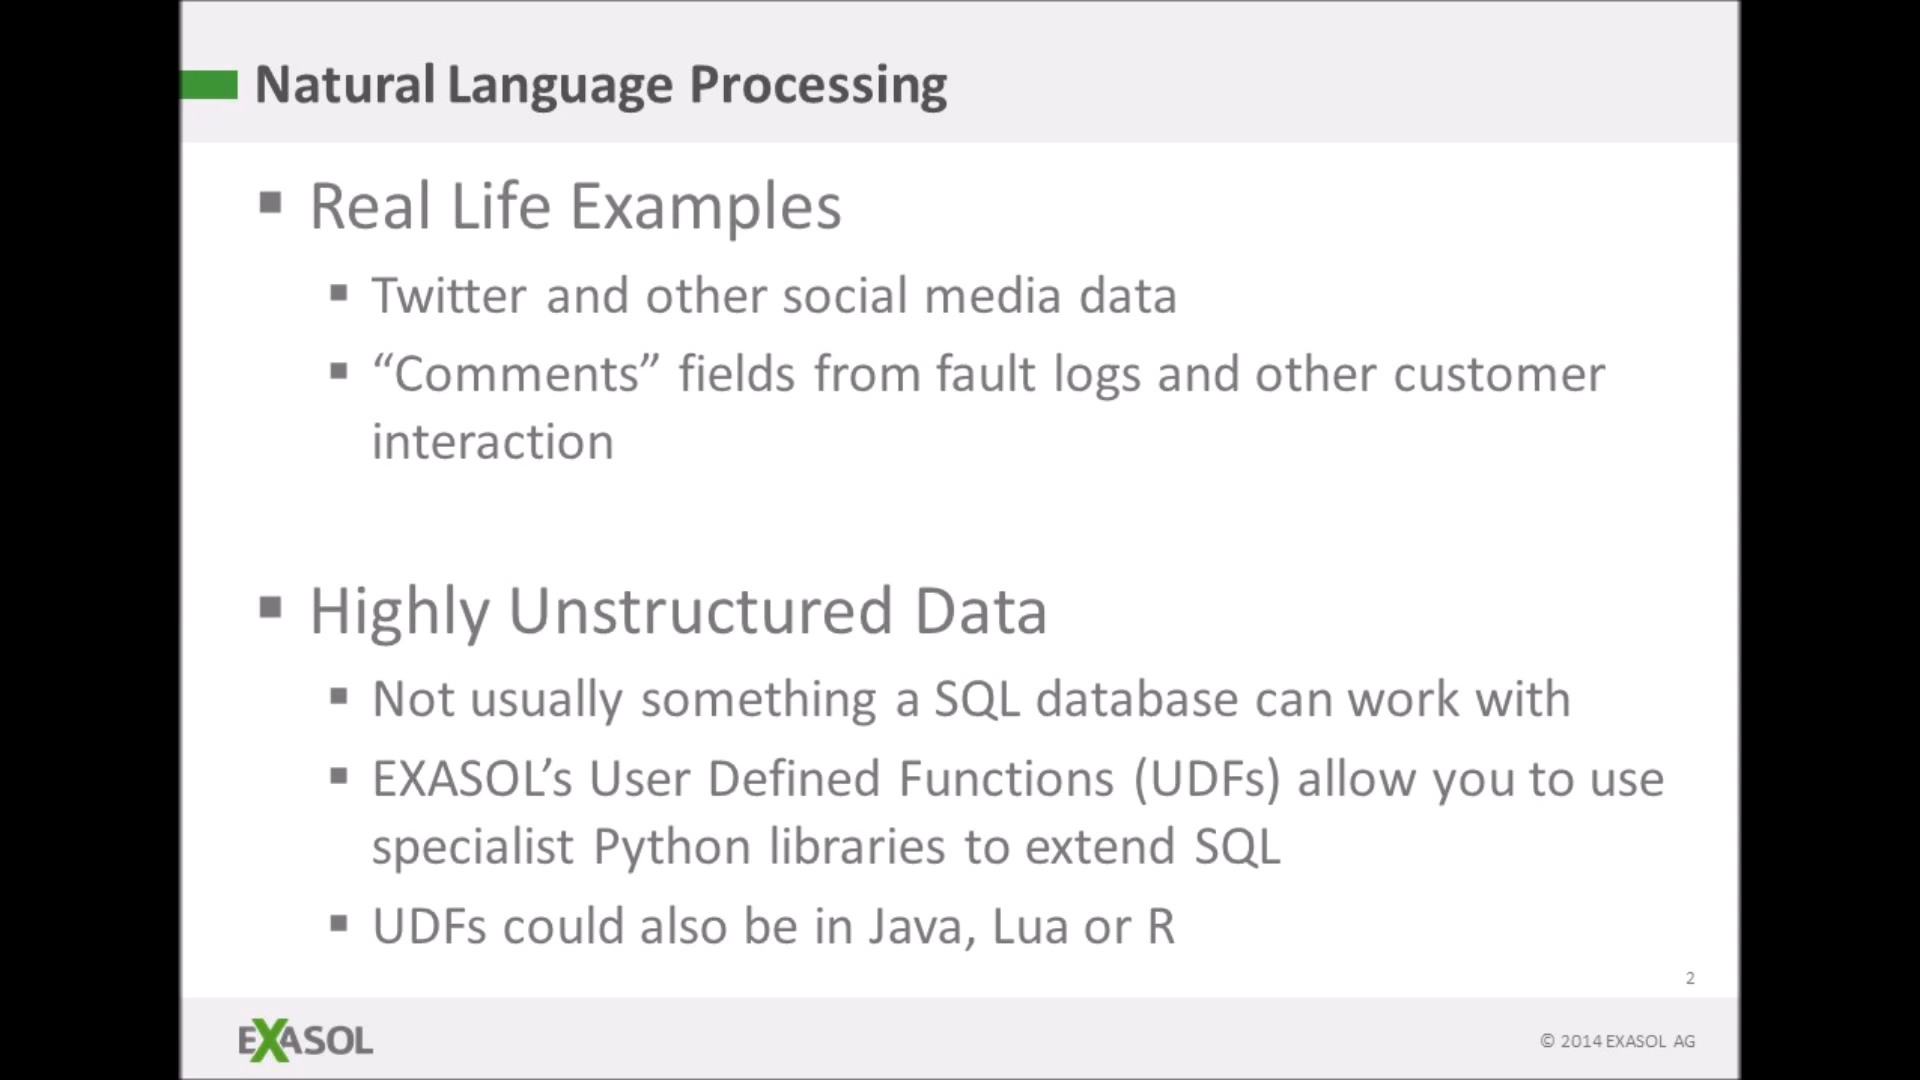 Natural Language Processing
▪ Real Life Examples
▪ Twitter and other social media data
▪ “Comments” fields from fault logs and other customer
interaction
▪ Highly Unstructured Data
▪ Not usually something a SQL database can work with
▪ EXASOL’s User Defined Functions (UDFs) allow you to use
specialist Python libraries to extend SQL
▪ UDFs could also be in Java, Lua or R
2
EXASOL
© 2014 EXASOL AG